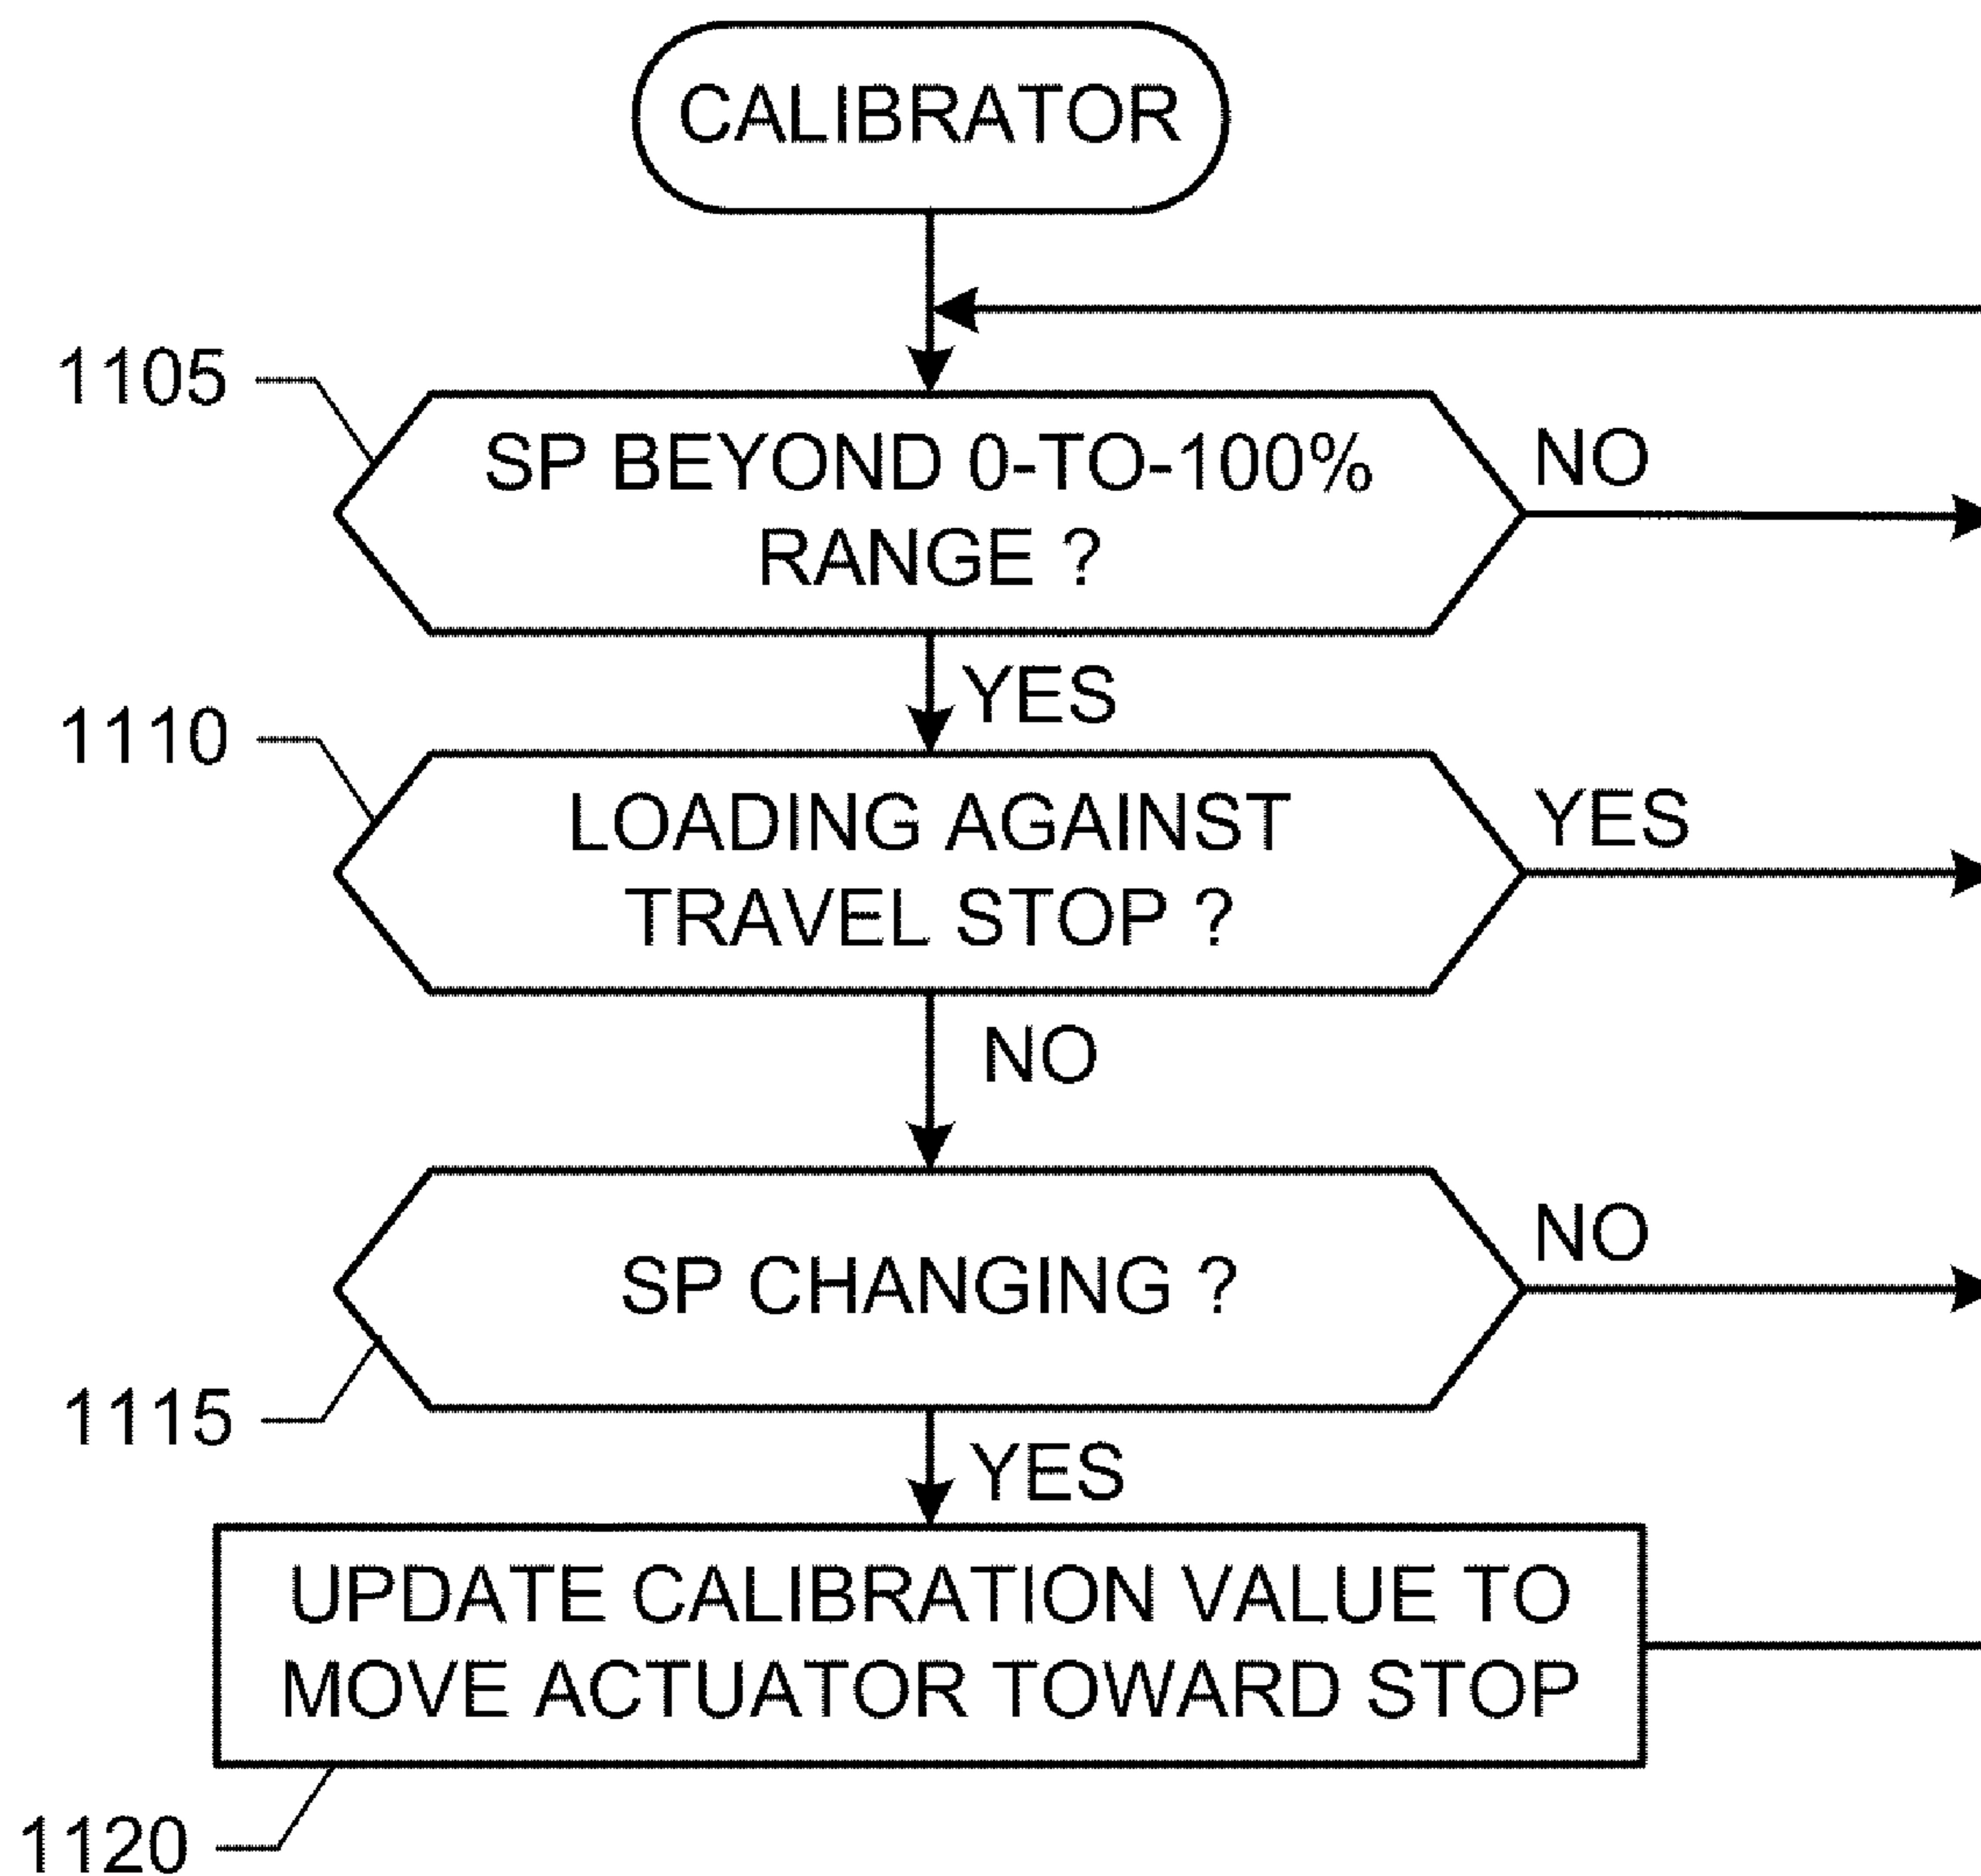 CALIBRATOR
1105
SP BEYOND 0-TO-100%
RANGE ?
NO
YES
1110
LOADING AGAINST
TRAVEL STOP ?
YES
NO
SP CHANGING ?
NO
1115
YES
UPDATE CALIBRATION VALUE TO
MOVE ACTUATOR TOWARD STOP
1120